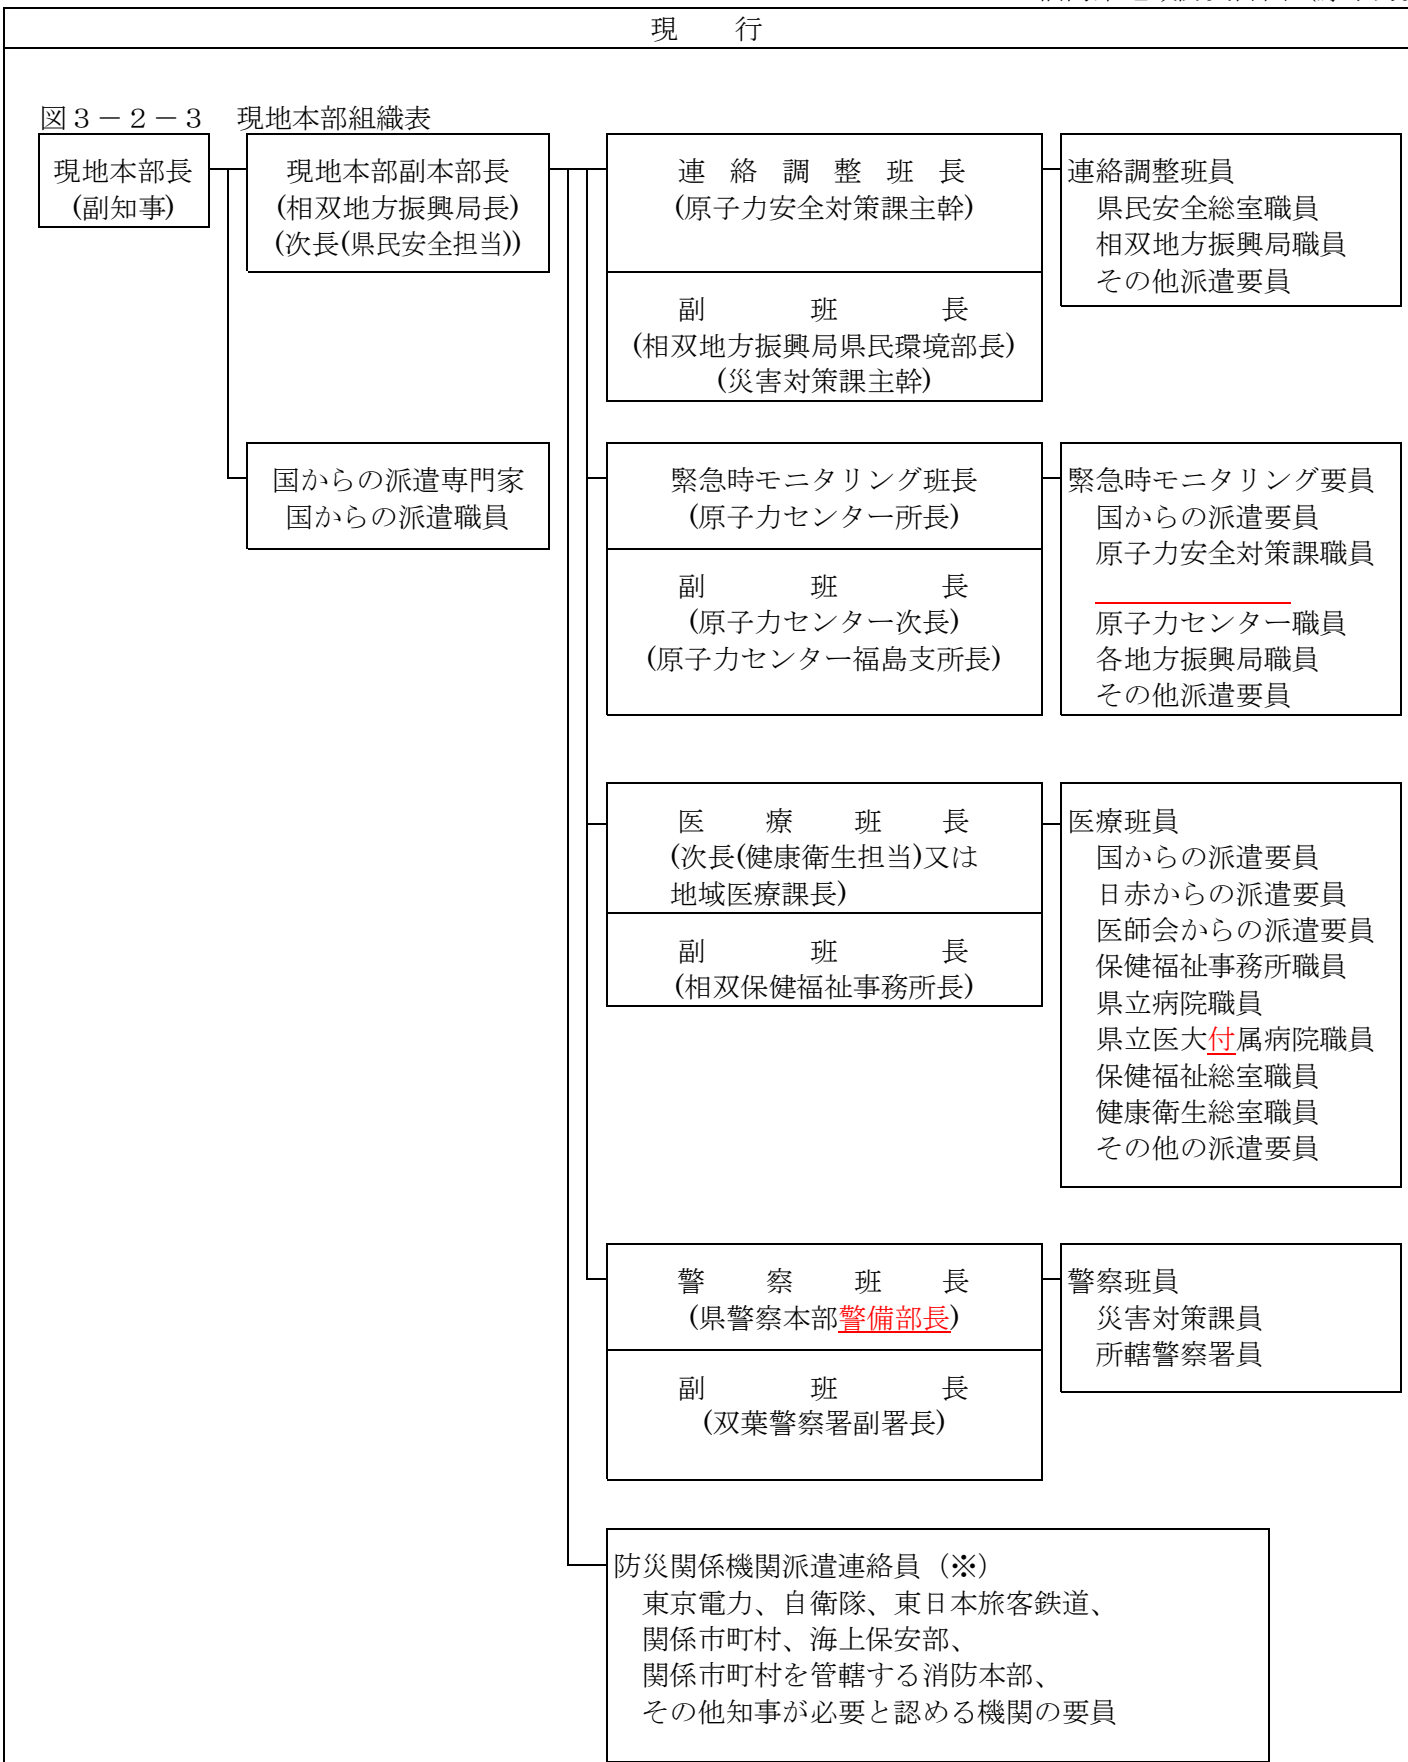 現　　行
図３－２－３　現地本部組織表
現地本部長
(副知事)
現地本部副本部長
(相双地方振興局長)
(次長(県民安全担当))
国からの派遣専門家
国からの派遣職員
連絡調整班長
(原子力安全対策課主幹)
副班長
(相双地方振興局県民環境部長)
(災害対策課主幹)
連絡調整班員
県民安全総室職員
相双地方振興局職員
その他派遣要員
緊急時モニタリング班長
(原子力センター所長)
副班長
(原子力センター次長)
(原子力センター福島支所長)
緊急時モニタリング要員
国からの派遣要員
原子力安全対策課職員
原子力センター職員
各地方振興局職員
その他派遣要員
医療班長
(次長(健康衛生担当)又は
地域医療課長)
副班長
(相双保健福祉事務所長)
医療班員
国からの派遣要員
日赤からの派遣要員
医師会からの派遣要員
保健福祉事務所職員
県立病院職員
県立医大付属病院職員
保健福祉総室職員
健康衛生総室職員
その他の派遣要員
警察班長
(県警察本部警備部長)
副班長
(双葉警察署副署長)
警察班員
災害対策課員
所轄警察署員
防災関係機関派遣連絡員（※）
東京電力、自衛隊、東日本旅客鉄道、
関係市町村、海上保安部、
関係市町村を管轄する消防本部、
その他知事が必要と認める機関の要員